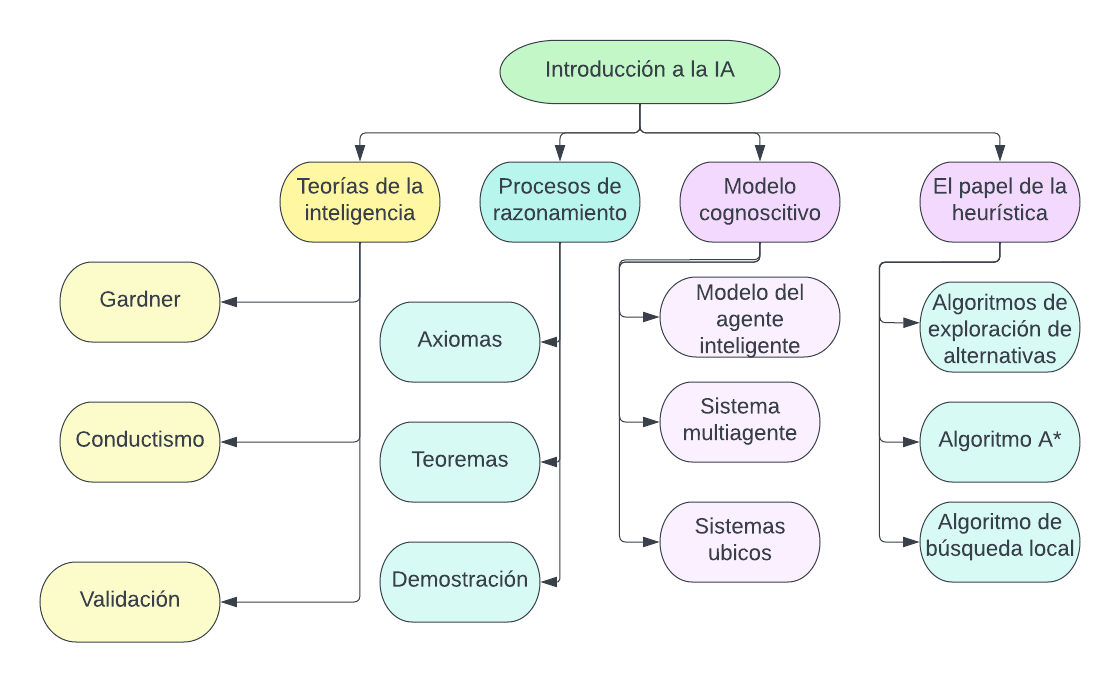 Introducción a la IA
Teorías de la
inteligencia
Procesos de
razonamiento
Modelo
cognoscitivo
El papel de la
heurística
Gardner
Conductismo
Validación
Axiomas
Teoremas
Demostración
Modelo del
agente
inteligente
Sistema
multiagente
Sistemas
ubicos
Algoritmos de
exploración de
alternativas
Algoritmo A*
Algoritmo de
búsqueda local